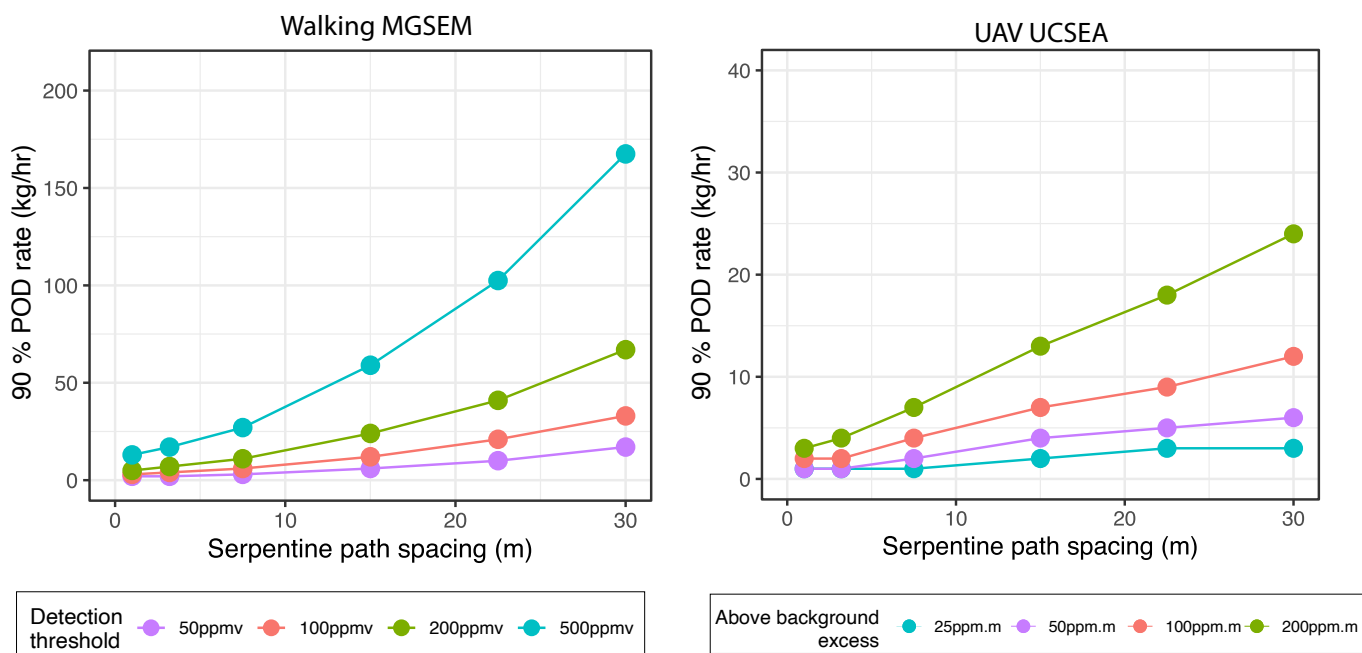 Walking MGSEM
200
150
100
50
0
90 % POD rate (kg/hr)
0 10 20 30
Serpentine path spacing (m)
Detection
threshold
50ppmv 100ppmv 200ppmv 500ppmv
UAV UCSEA
40
30
20
10
0
90 % POD rate (kg/hr)
0 10 20 30
Serpentine path spacing (m)
Above background
excess
25ppm.m 50ppm.m 100ppm.m 200ppm.m